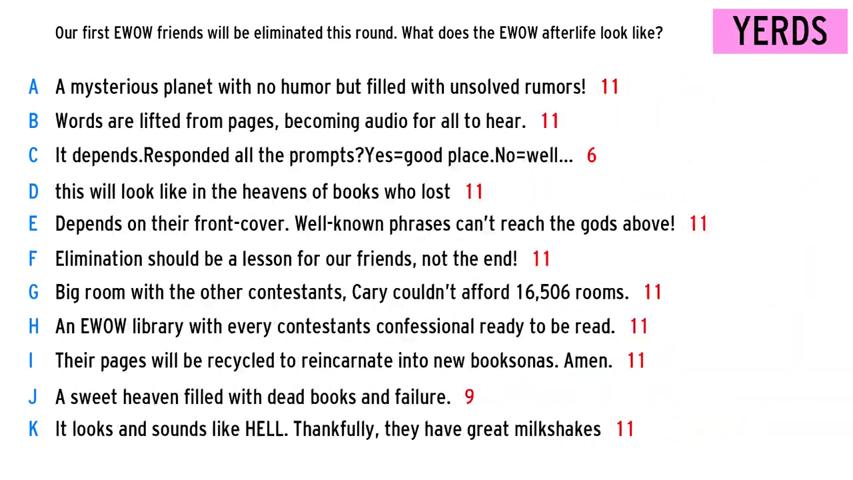 Our first EWOW friends will be eliminated this round. What does the EWOW afterlife look like?
YERDS
A A mysterious planet with no humor but filled with unsolved rumors! 11
B Words are lifted from pages, becoming audio for all to hear. 11
C It depends.Responded all the prompts?Yes=good place.No=well... 6
D this will look like in the heavens of books who lost 11
E Depends on their front-cover. Well-known phrases can't reach the gods above! 11
F Elimination should be a lesson for our friends, not the end! 11
G Big room with the other contestants, Cary couldn't afford 16,506 rooms. 11
H An EWOW library with every contestants confessional ready to be read. 11
I Their pages will be recycled to reincarnate into new booksonas. Amen. 11
J A sweet heaven filled with dead books and failure. 9
K It looks and sounds like HELL. Thankfully, they have great milkshakes 11